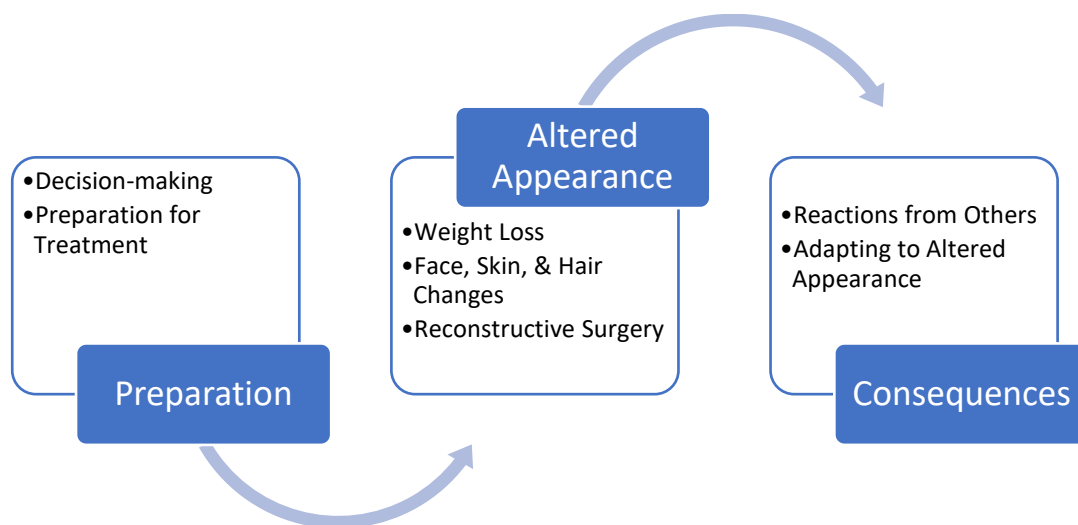 •Decision-making
•Preparation for
Treatment
Preparation
Altered
Appearance
•Weight Loss
•Face, Skin, & Hair
Changes
•Reconstructive Surgery
•Reactions from Others
•Adapting to Altered
Appearance
Consequences